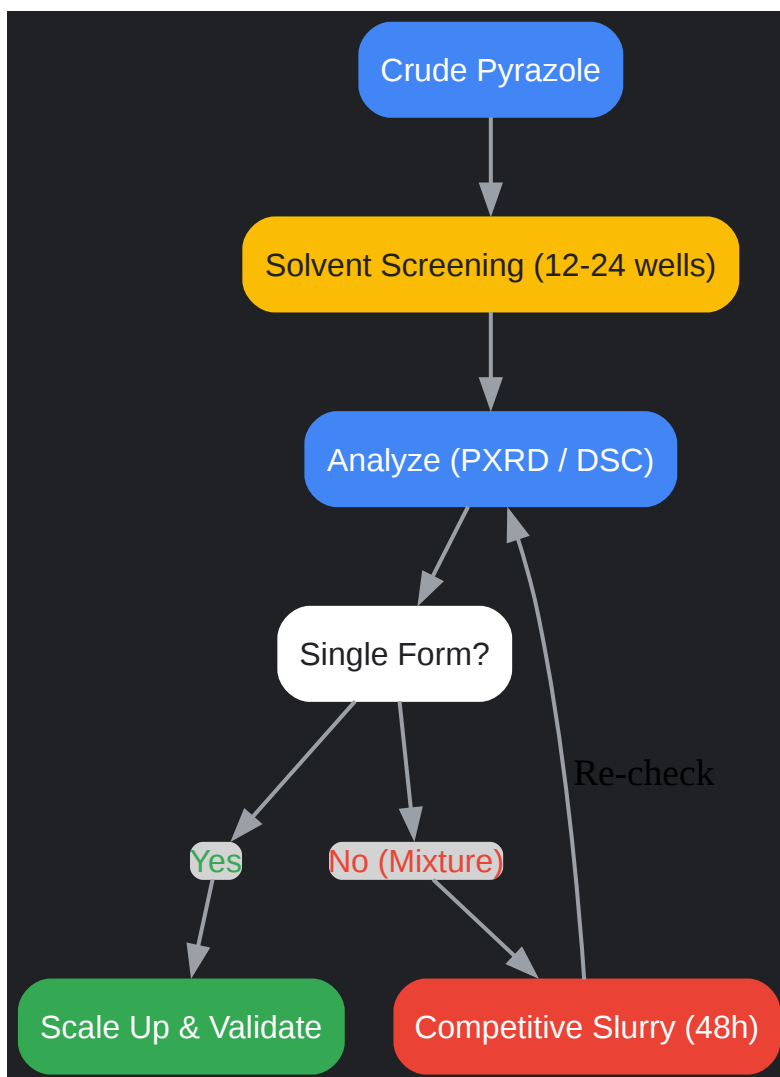 Crude Pyrazole
Solvent Screening (12-24 wells)
Analyze (PXRD / DSC)
Single Form?
Re-check
Yes
No (Mixture)
Scale Up & Validate
Competitive Slurry (48h)